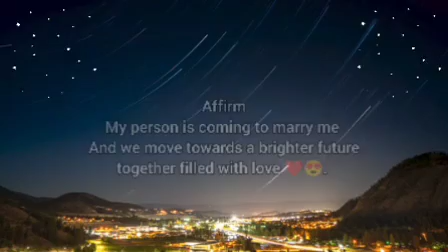 Affirm
My person is coming to marry me
And we move towards a brighter future
together filled with love ❤️😍.